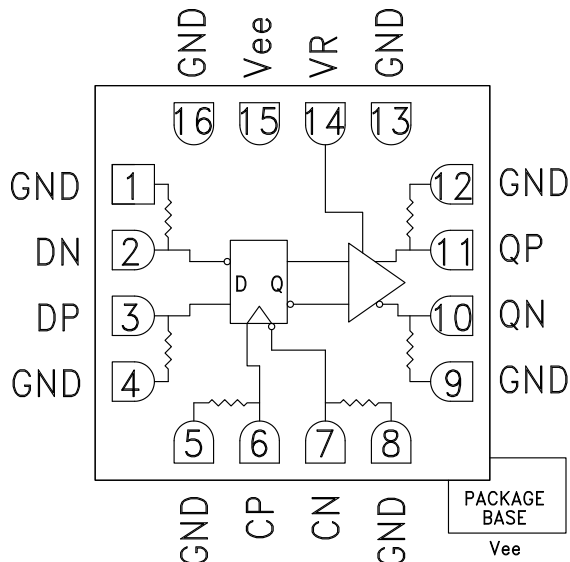 GND Vee VR GND
16 15 14 13
GND 1 12 GND
DN 2 11 QP
D Q
DP 3 10 QN
GND 4 9 GND
5 6 7 8
GND CP CN GND
PACKAGE
BASE
Vee